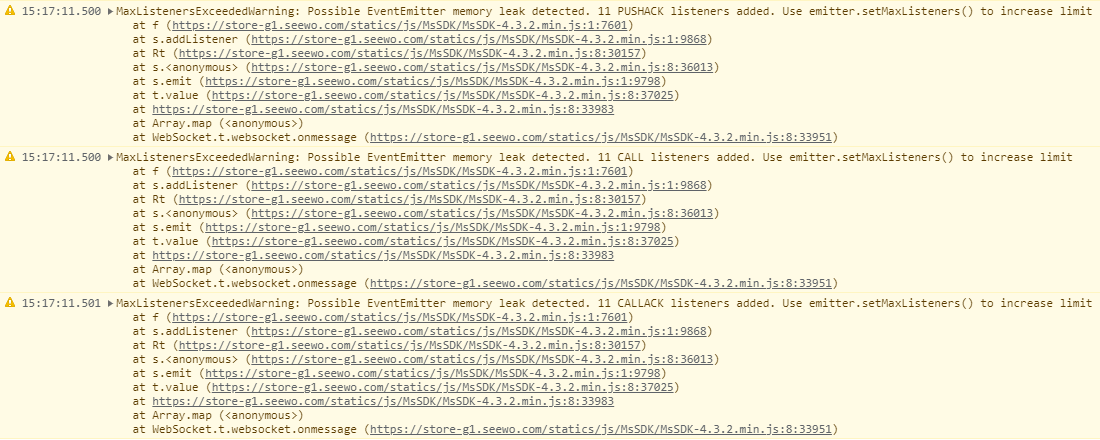 15:17:11.500 ▶MaxListenersExceededWarning: Possible EventEmitter memory leak detected. 11 PUSHACK listeners added. Use emitter.setMaxListeners() to increase limit
at f (https://store-g1.seewo.com/statics/js/MsSDK/MsSDK-4.3.2.min.js:1:7601)
at s.addListener (https://store-g1.seewo.com/statics/js/MsSDK/MsSDK-4.3.2.min.js:1:9868)
at Rt (https://store-g1.seewo.com/statics/js/MsSDK/MsSDK-4.3.2.min.js:8:30157)
at s.<anonymous> (https://store-g1.seewo.com/statics/js/MsSDK/MsSDK-4.3.2.min.js:8:36013)
at s.emit (https://store-g1.seewo.com/statics/js/MsSDK/MsSDK-4.3.2.min.js:1:9798)
at t.value (https://store-g1.seewo.com/statics/js/MsSDK/MsSDK-4.3.2.min.js:8:37025)
at https://store-g1.seewo.com/statics/js/MsSDK/MsSDK-4.3.2.min.js:8:33983
at Array.map (<anonymous>)
at WebSocket.t.websocket.onmessage (https://store-g1.seewo.com/statics/js/MsSDK/MsSDK-4.3.2.min.js:8:33951)
15:17:11.500 ▶MaxListenersExceededWarning: Possible EventEmitter memory leak detected. 11 CALL listeners added. Use emitter.setMaxListeners() to increase limit
at f (https://store-g1.seewo.com/statics/js/MsSDK/MsSDK-4.3.2.min.js:1:7601)
at s.addListener (https://store-g1.seewo.com/statics/js/MsSDK/MsSDK-4.3.2.min.js:1:9868)
at Rt (https://store-g1.seewo.com/statics/js/MsSDK/MsSDK-4.3.2.min.js:8:30157)
at s.<anonymous> (https://store-g1.seewo.com/statics/js/MsSDK/MsSDK-4.3.2.min.js:8:36013)
at s.emit (https://store-g1.seewo.com/statics/js/MsSDK/MsSDK-4.3.2.min.js:1:9798)
at t.value (https://store-g1.seewo.com/statics/js/MsSDK/MsSDK-4.3.2.min.js:8:37025)
at https://store-g1.seewo.com/statics/js/MsSDK/MsSDK-4.3.2.min.js:8:33983
at Array.map (<anonymous>)
at WebSocket.t.websocket.onmessage (https://store-g1.seewo.com/statics/js/MsSDK/MsSDK-4.3.2.min.js:8:33951)
15:17:11.501 ▶MaxListenersExceededWarning: Possible EventEmitter memory leak detected. 11 CALLACK listeners added. Use emitter.setMaxListeners() to increase limit
at f (https://store-g1.seewo.com/statics/js/MsSDK/MsSDK-4.3.2.min.js:1:7601)
at s.addListener (https://store-g1.seewo.com/statics/js/MsSDK/MsSDK-4.3.2.min.js:1:9868)
at Rt (https://store-g1.seewo.com/statics/js/MsSDK/MsSDK-4.3.2.min.js:8:30157)
at s.<anonymous> (https://store-g1.seewo.com/statics/js/MsSDK/MsSDK-4.3.2.min.js:8:36013)
at s.emit (https://store-g1.seewo.com/statics/js/MsSDK/MsSDK-4.3.2.min.js:1:9798)
at t.value (https://store-g1.seewo.com/statics/js/MsSDK/MsSDK-4.3.2.min.js:8:37025)
at https://store-g1.seewo.com/statics/js/MsSDK/MsSDK-4.3.2.min.js:8:33983
at Array.map (<anonymous>)
at WebSocket.t.websocket.onmessage (https://store-g1.seewo.com/statics/js/MsSDK/MsSDK-4.3.2.min.js:8:33951)